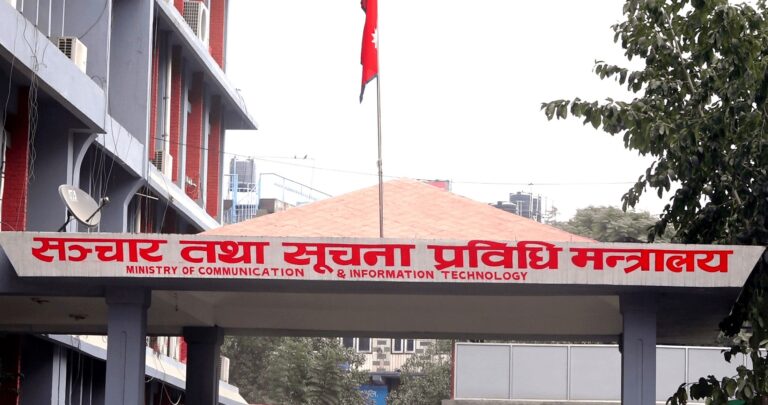 सञ्चार तथा सूचना प्रविधि मन्त्रालय
MINISTRY OF COMMUNICATION & INFORMATION TECHNOLOGY